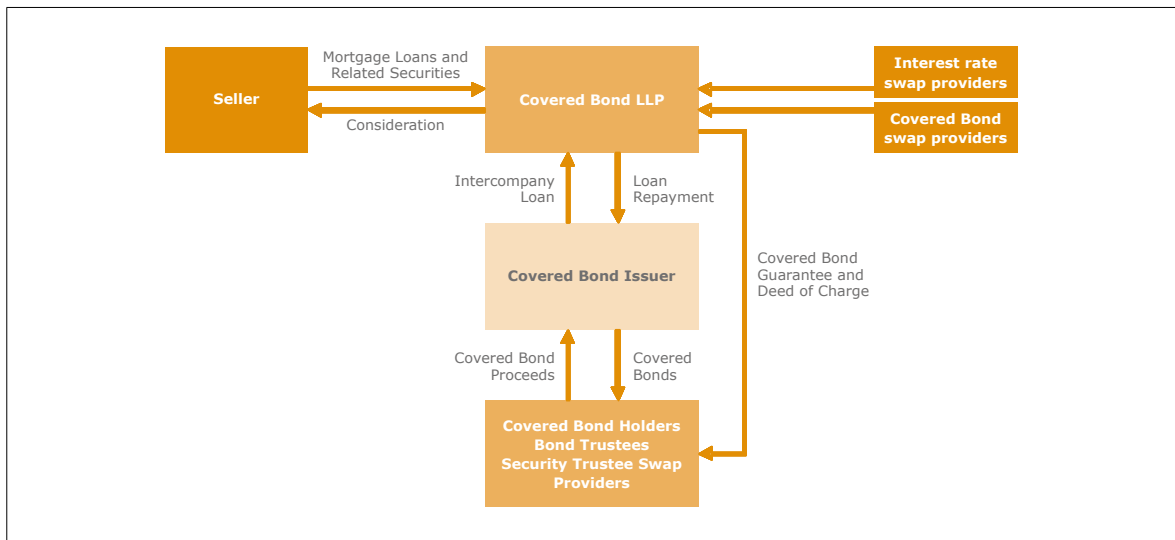 Mortgage Loans and
Related Securities
Seller
Consideration
Covered Bond LLP
Interest rate
swap providers
Covered Bond
swap providers
Intercompany
Loan
Loan
Repayment
Covered Bond Issuer
Covered Bond
Guarantee and
Deed of Charge
Covered Bond
Proceeds
Covered
Bonds
Covered Bond Holders
Bond Trustees
Security Trustee Swap
Providers